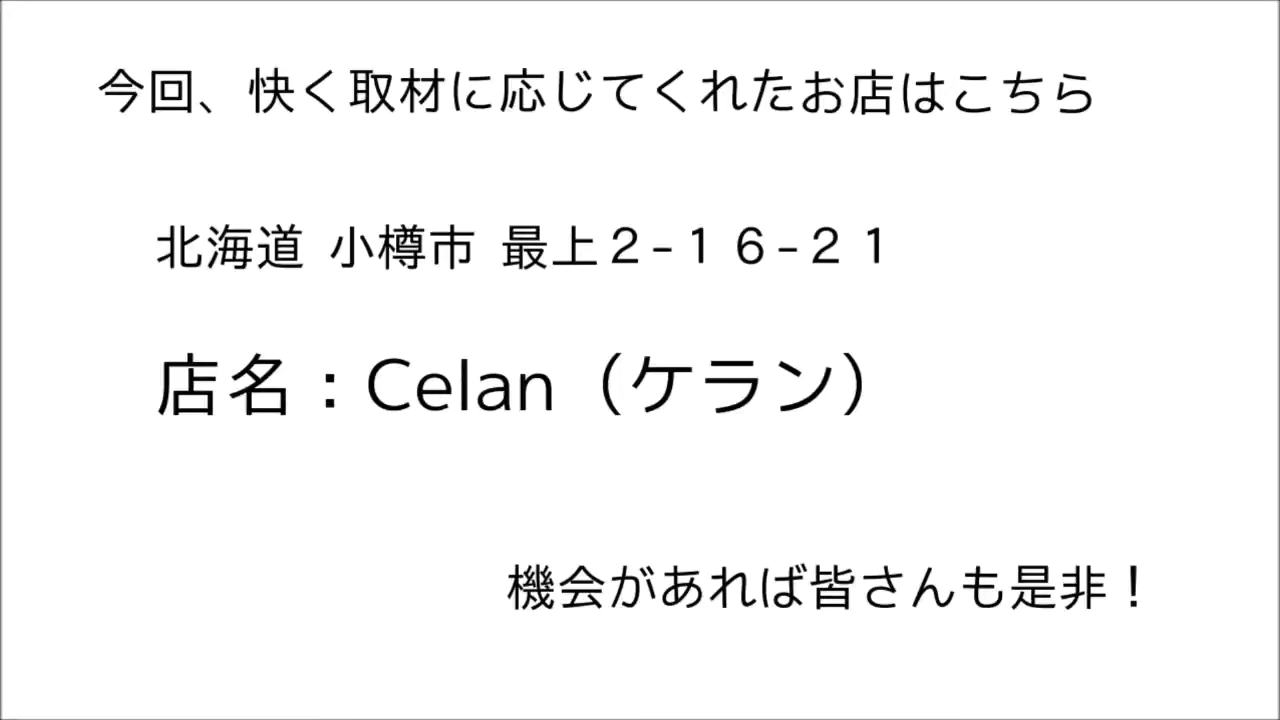 今回、快く取材に応じてくれたお店はこちら
北海道 小樽市 最上２-１６-２１
店名：Celan（ケラン）
機会があれば皆さんも是非！